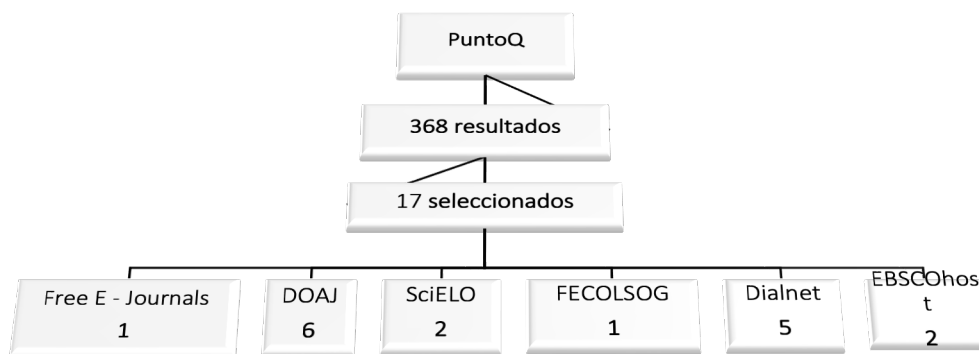 PuntoQ
368 resultados
17 seleccionados
Free E - Journals
1
DOAJ
6
SciELO
2
FECOLSOG
1
Dialnet
5
EBSCOhos
t
2